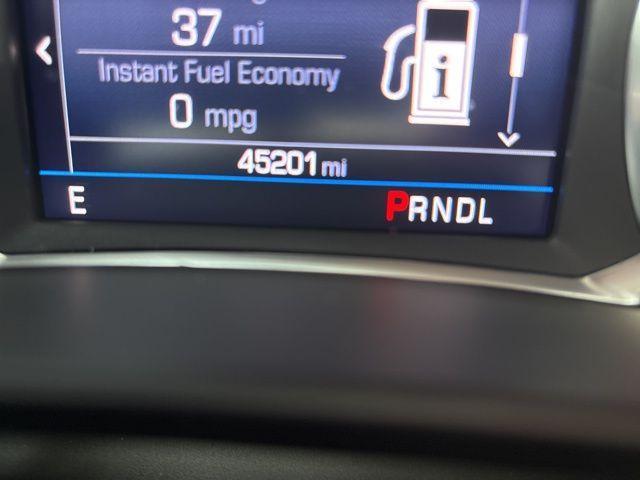 37 mi
Instant Fuel Economy
0 mpg
45201 mi
E PRNDL